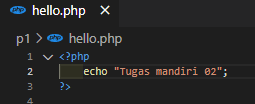 hello.php
p1 > hello.php
1 <?php
2 echo "Tugas mandiri 02";
3 ?>